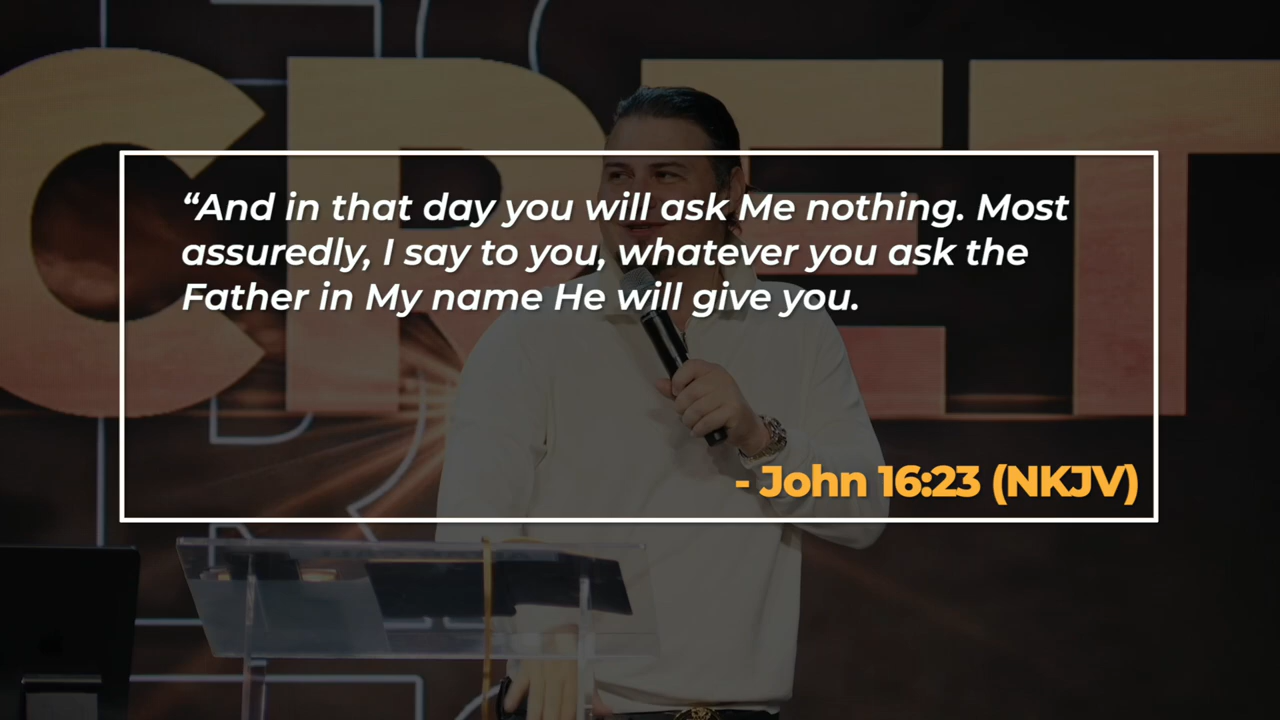 CRET
“And in that day you will ask Me nothing. Most
assuredly, I say to you, whatever you ask the
Father in My name He will give you.
- John 16:23 (NKJV)